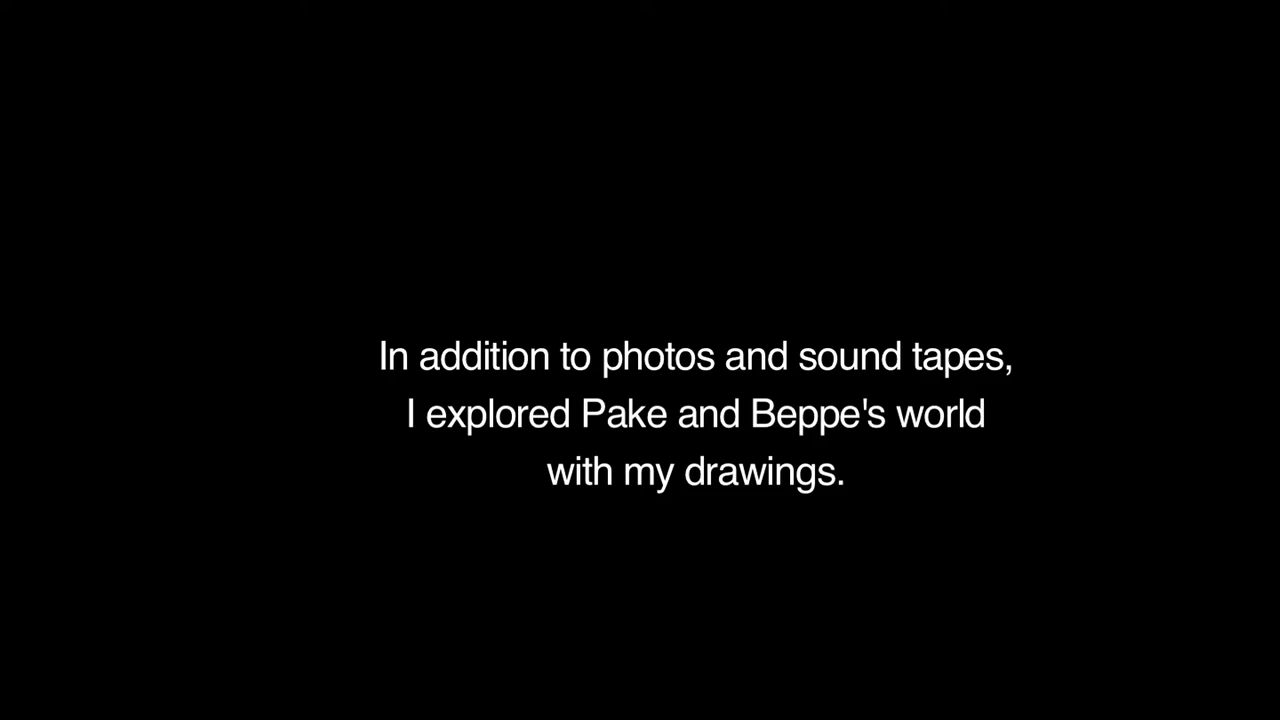 In addition to photos and sound tapes,
I explored Pake and Beppe's world
with my drawings.